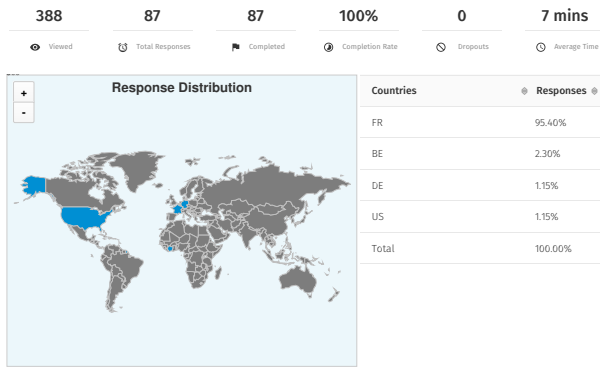 388 87 87 100% 0 7 mins
Viewed Total Responses Completed Completion Rate Dropouts Average Time
Response Distribution
+
-
Countries Responses
FR 95.40%
BE 2.30%
DE 1.15%
US 1.15%
Total 100.00%